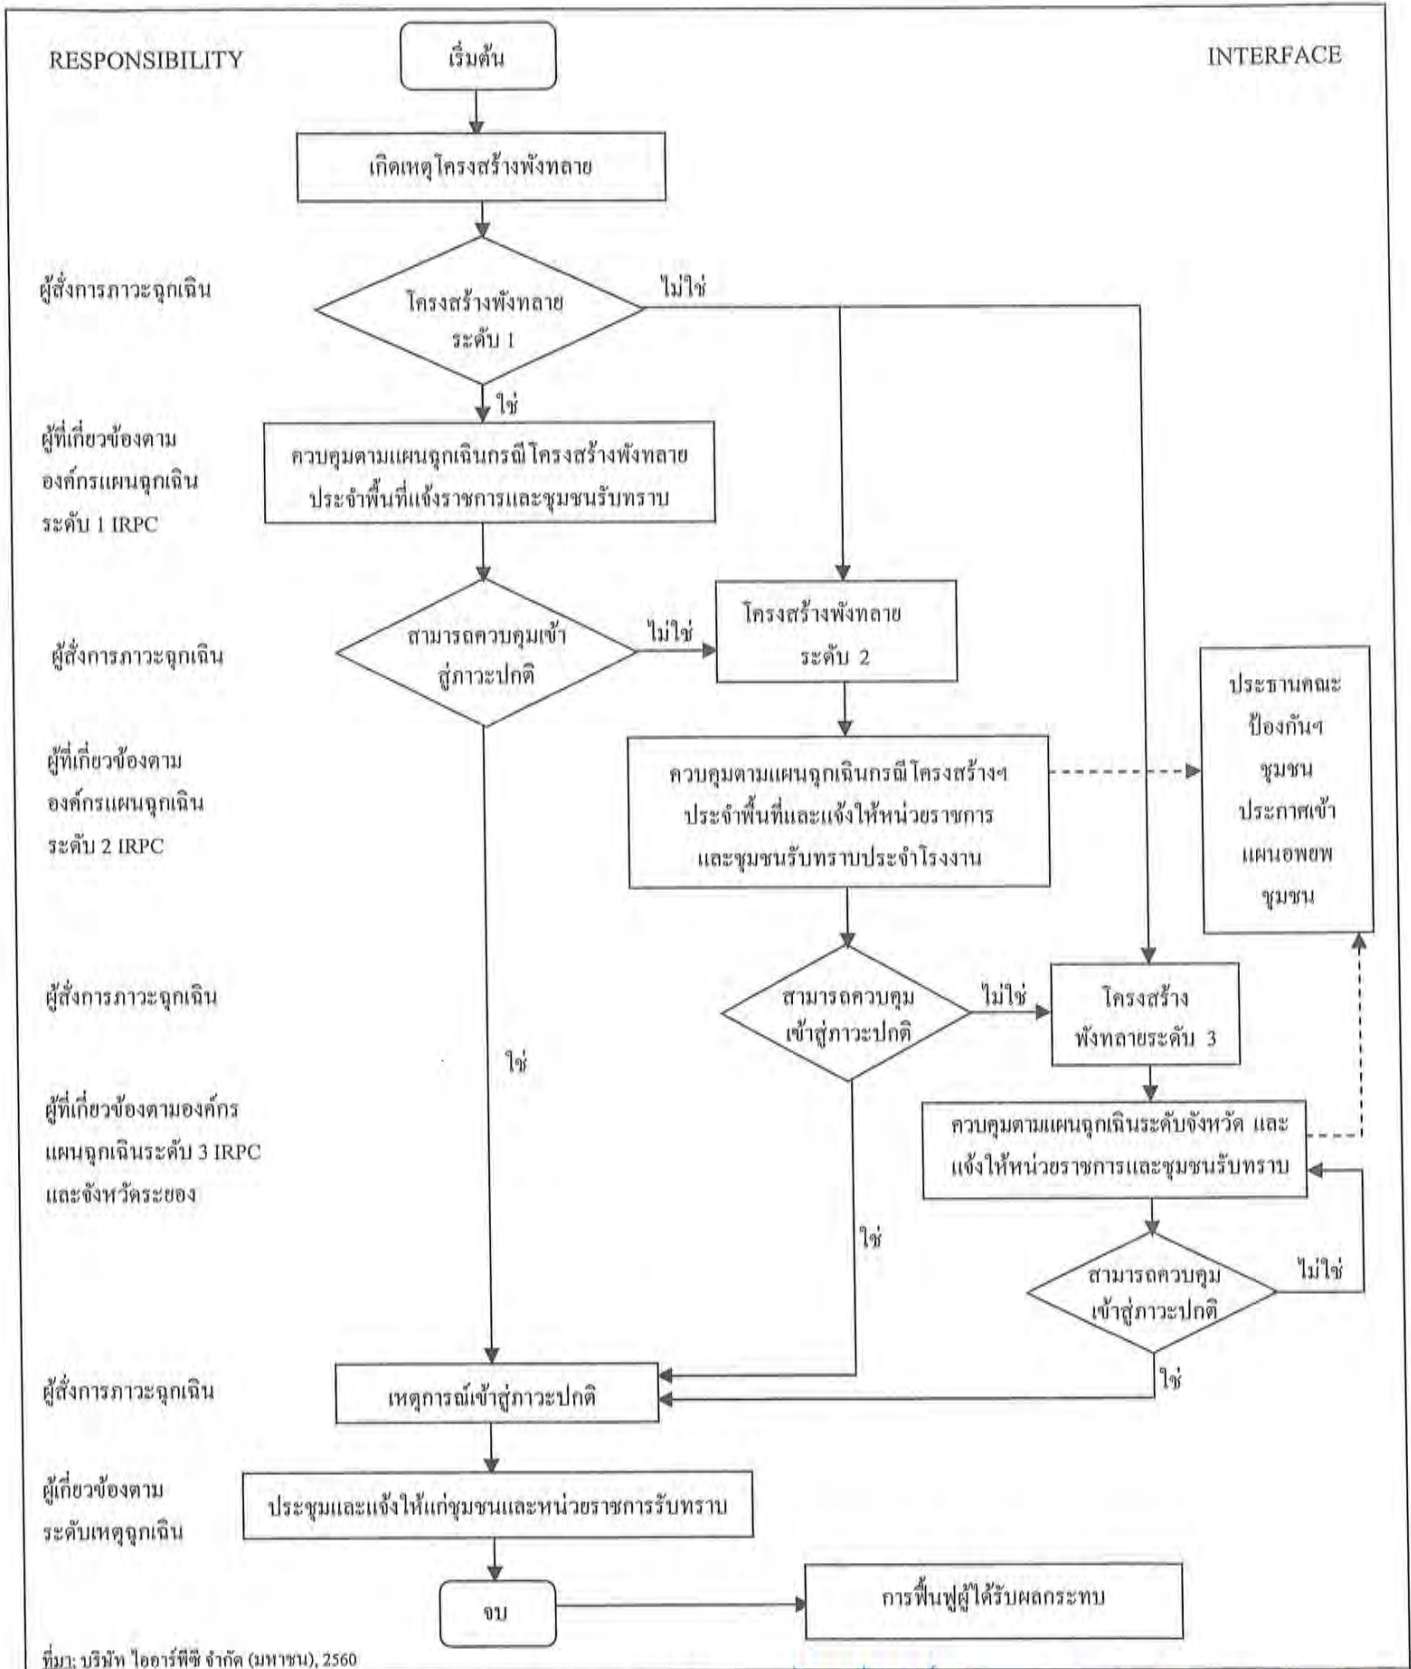 RESPONSIBILITY
เริ่มต้น
INTERFACE
เกิดเหตุโครงสร้างพังทลาย
ผู้สั่งการภาวะฉุกเฉิน
โครงสร้างพังทลาย
ระดับ 1
ไม่ใช่
ใช่
ผู้ที่เกี่ยวข้องตาม
องค์กรแผนฉุกเฉิน
ระดับ 1 IRPC
ควบคุมตามแผนฉุกเฉินกรณีโครงสร้างพังทลาย
ประจำพื้นที่แจ้งราชการและชุมชนรับทราบ
ผู้สั่งการภาวะฉุกเฉิน
สามารถควบคุมเข้า
สู่ภาวะปกติ
ไม่ใช่
โครงสร้างพังทลาย
ระดับ 2
ประธานคณะ
ป้องกันฯ
ชุมชน
ประกาศเข้า
แผนอพยพ
ชุมชน
ผู้ที่เกี่ยวข้องตาม
องค์กรแผนฉุกเฉิน
ระดับ 2 IRPC
ควบคุมตามแผนฉุกเฉินกรณีโครงสร้างฯ
ประจำพื้นที่และแจ้งให้หน่วยราชการ
และชุมชนรับทราบประจำโรงงาน
ผู้สั่งการภาวะฉุกเฉิน
สามารถควบคุม
เข้าสู่ภาวะปกติ
ไม่ใช่
โครงสร้าง
พังทลายระดับ 3
ใช่
ผู้ที่เกี่ยวข้องตามองค์กร
แผนฉุกเฉินระดับ 3 IRPC
และจังหวัดระยอง
ควบคุมตามแผนฉุกเฉินระดับจังหวัด และ
แจ้งให้หน่วยราชการและชุมชนรับทราบ
ใช่
สามารถควบคุม
เข้าสู่ภาวะปกติ
ไม่ใช่
ใช่
ผู้สั่งการภาวะฉุกเฉิน
เหตุการณ์เข้าสู่ภาวะปกติ
ผู้เกี่ยวข้องตาม
ระดับเหตุฉุกเฉิน
ประชุมและแจ้งให้แก่ชุมชนและหน่วยราชการรับทราบ
จบ
การฟื้นฟูผู้ได้รับผลกระทบ
ที่มา: บริษัท ไออาร์พีซี จำกัด (มหาชน), 2560